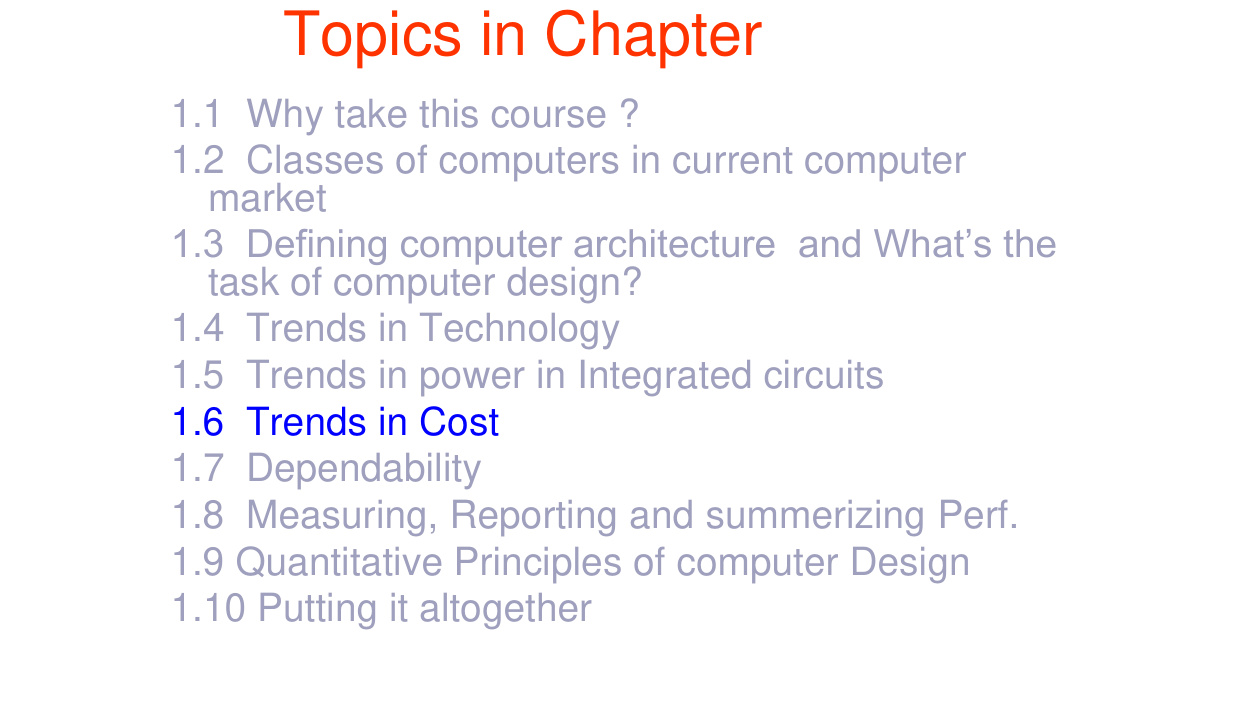 Topics in Chapter
1.1  Why take this course ?
1.2  Classes of computers in current computer
market
1.3  Defining computer architecture  and What’s the
task of computer design?
1.4  Trends in Technology
1.5  Trends in power in Integrated circuits
1.6  Trends in Cost
1.7  Dependability
1.8  Measuring, Reporting and summerizing Perf.
1.9 Quantitative Principles of computer Design
1.10 Putting it altogether